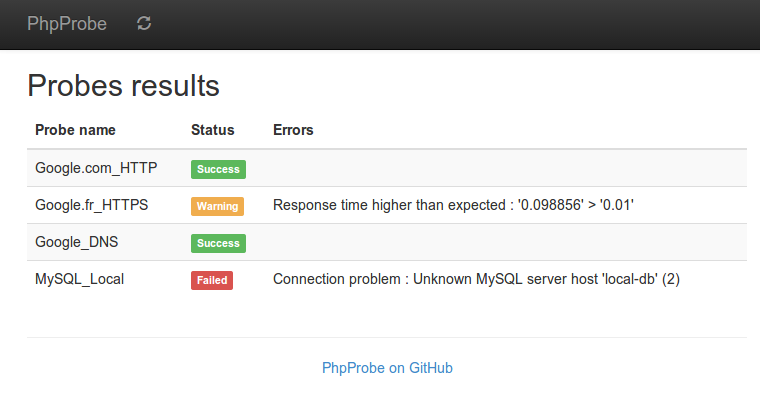 PhpProbe
Probes results
Probe name Status Errors
Google.com_HTTP Success
Google.fr_HTTPS Warning Response time higher than expected : '0.098856' > '0.01'
Google_DNS Success
MySQL_Local Failed Connection problem : Unknown MySQL server host 'local-db' (2)
PhpProbe on GitHub